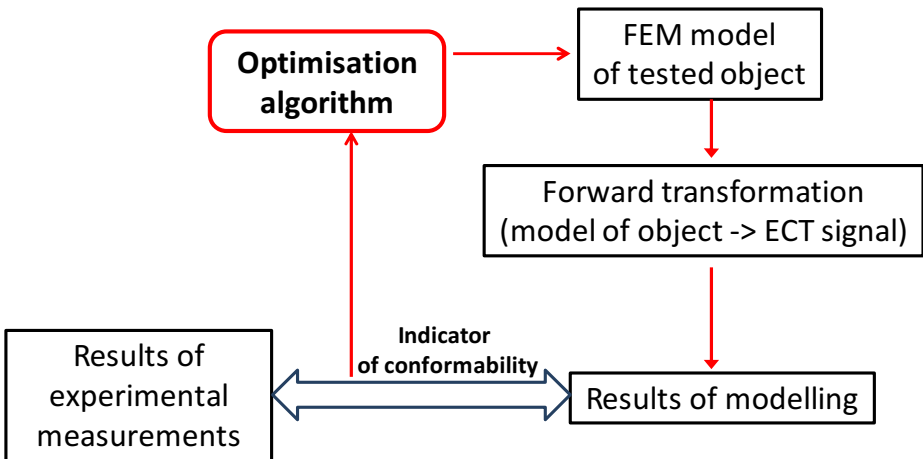 Optimisation
algorithm
FEM model
of tested object
Forward transformation
(model of object -> ECT signal)
Indicator
of conformability
Results of
experimental
measurements
Results of modelling